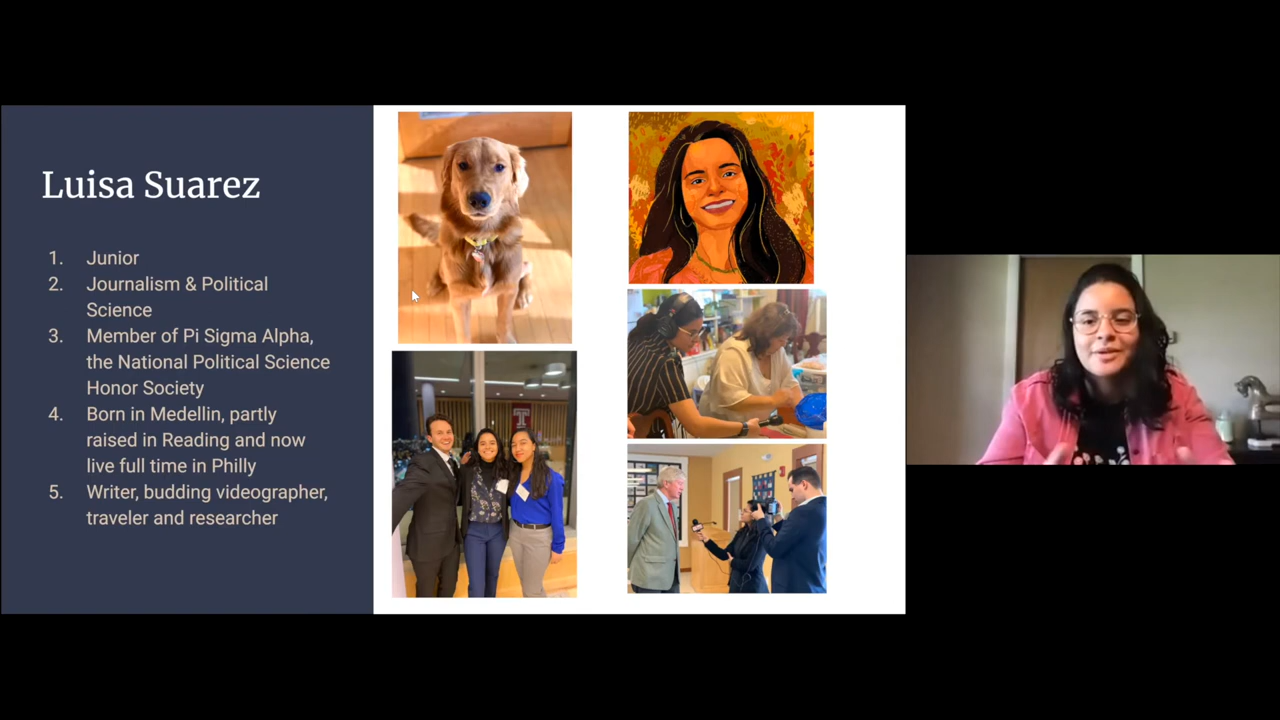 Luisa Suarez
1. Junior
2. Journalism & Political
Science
3. Member of Pi Sigma Alpha,
the National Political Science
Honor Society
4. Born in Medellin, partly
raised in Reading and now
live full time in Philly
5. Writer, budding videographer,
traveler and researcher